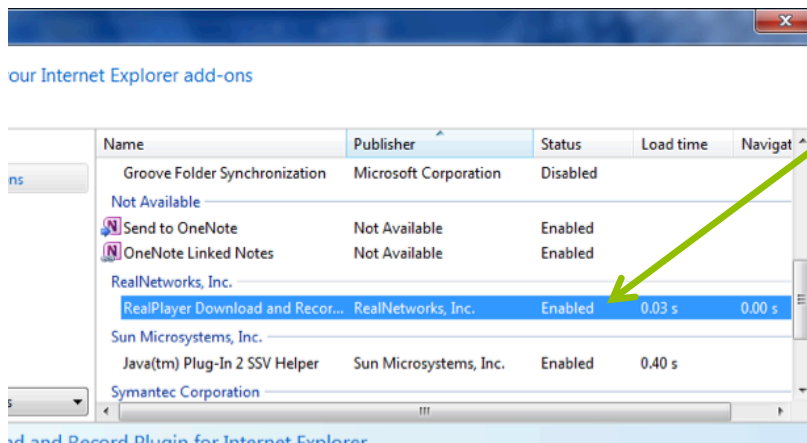 our Internet Explorer add-ons
Name Publisher Status Load time Navigat
ns
Groove Folder Synchronization Microsoft Corporation Disabled
Not Available
Send to OneNote Not Available Enabled
OneNote Linked Notes Not Available Enabled
RealNetworks, Inc.
RealPlayer Download and Recor... RealNetworks, Inc. Enabled 0.03 s 0.00 s
Sun Microsystems, Inc.
Java(tm) Plug-In 2 SSV Helper Sun Microsystems, Inc. Enabled 0.40 s
Symantec Corporation
s
d and Record Plugin for Internet Explorer